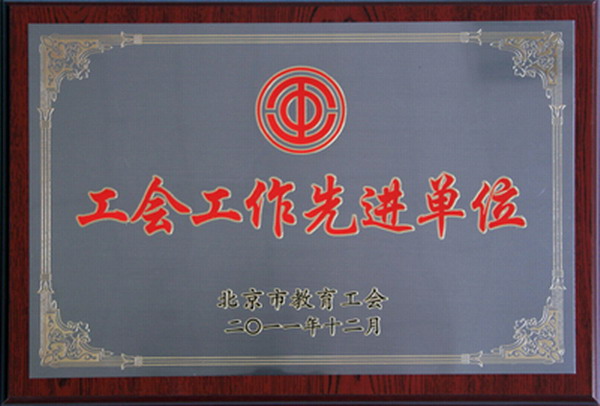 工会工作先进单位
北京市教育工会
二〇一一年十二月